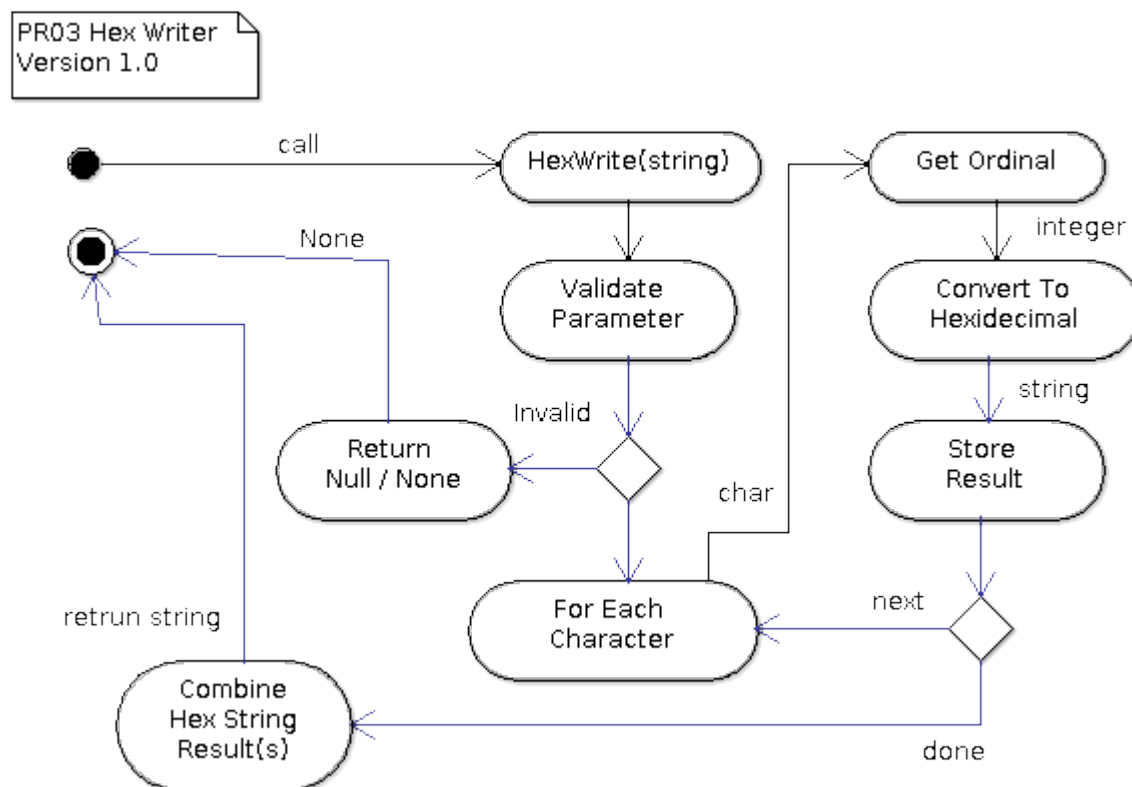 PR03 Hex Writer
Version 1.0
call
HexWrite(string)
Get Ordinal
None
integer
Validate
Parameter
Convert To
Hexidecimal
Invalid
string
Return
Null / None
Store
Result
char
For Each
Character
next
retrun string
Combine
Hex String
Result(s)
done